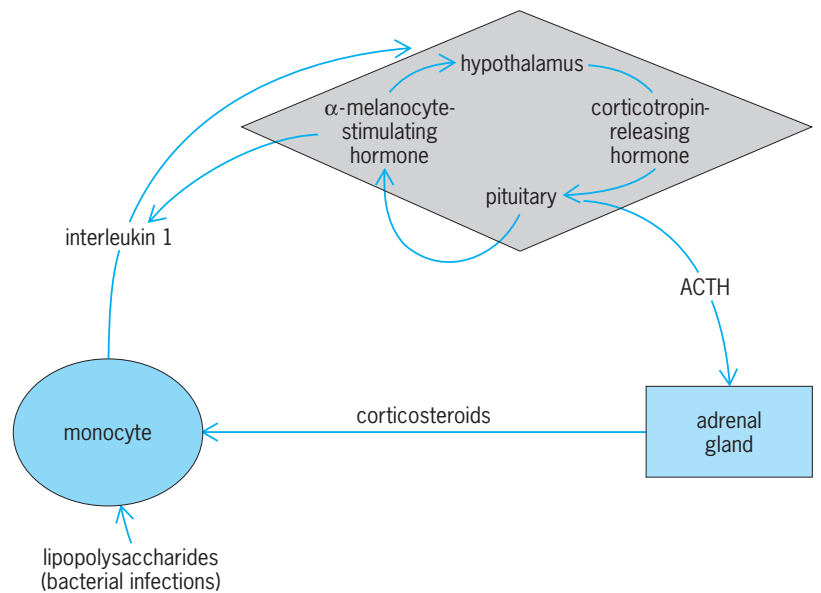 hypothalamus
α-melanocyte-
stimulating
hormone
corticotropin-
releasing
hormone
pituitary
interleukin 1
ACTH
monocyte
corticosteroids
adrenal
gland
lipopolysaccharides
(bacterial infections)